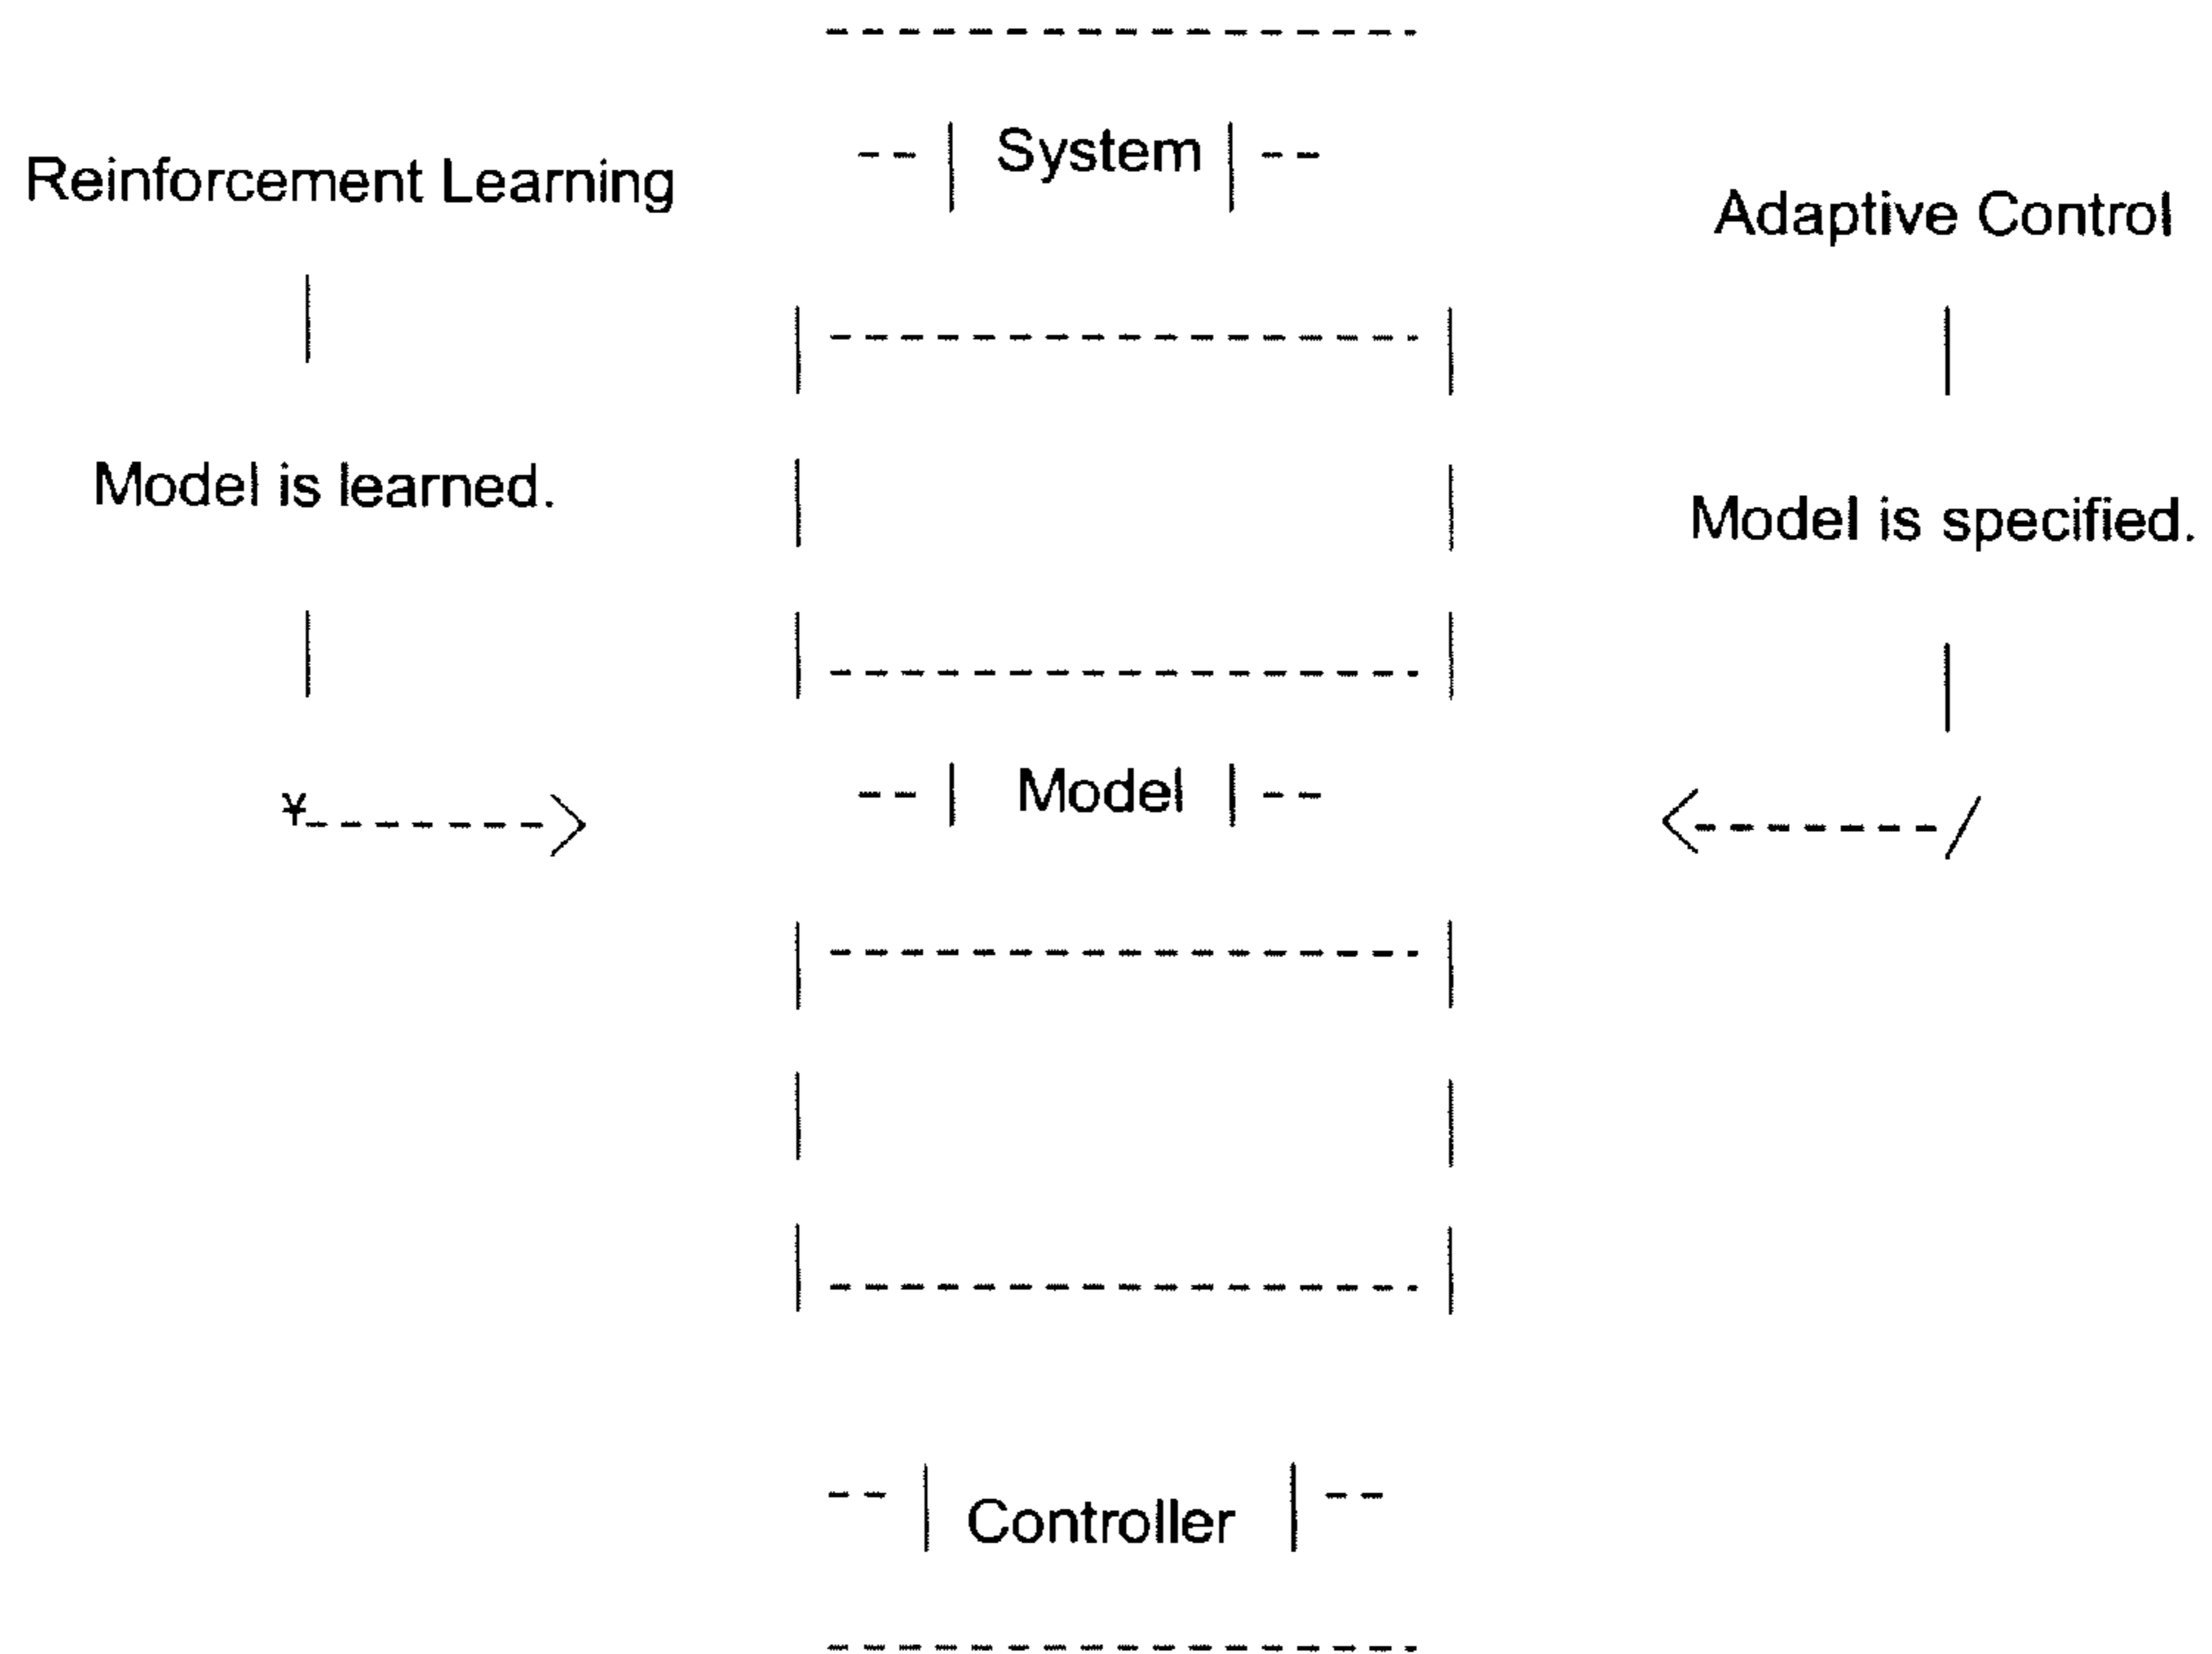 System
Reinforcement Learning
Adaptive Control
Model is learned.
Model is specified.
Model
¥
Controller